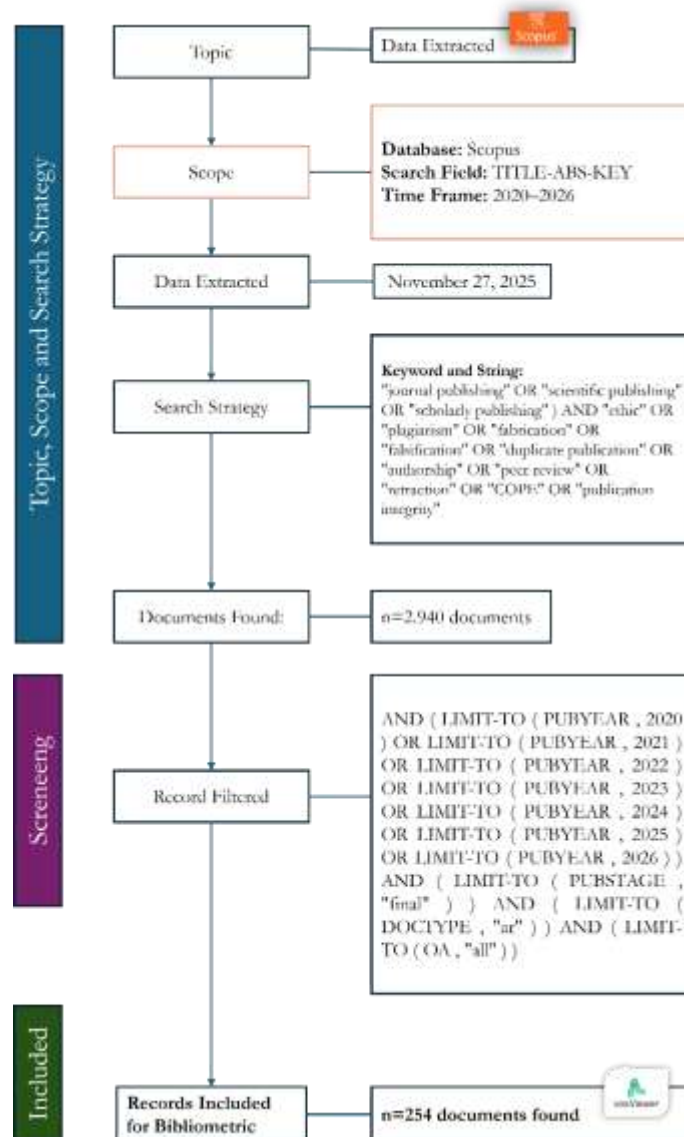 Topic, Scope and Search Strategy
Topic
Data Extracted
Scopus
Scope
Database: Scopus
Search Field: TITLE-ABS-KEY
Time Frame: 2020–2026
Data Extracted
November 27, 2025
Search Strategy
Keyword and String:
"journal publishing" OR "scientific publishing"
OR "scholarly publishing" ) AND "ethic" OR
"plagiarism" OR "fabrication" OR
"falsification" OR "duplicate publication" OR
"authorship" OR "peer review" OR
"retraction" OR "COPE" OR "publication
integrity"
Documents Found:
n=2.940 documents
Screneeng
Record Filtered
AND ( LIMIT-TO ( PUBYEAR , 2020
) OR LIMIT-TO ( PUBYEAR , 2021 )
OR LIMIT-TO ( PUBYEAR , 2022 )
OR LIMIT-TO ( PUBYEAR , 2023 )
OR LIMIT-TO ( PUBYEAR , 2024 )
OR LIMIT-TO ( PUBYEAR , 2025 )
OR LIMIT-TO ( PUBYEAR , 2026 ) )
AND ( LIMIT-TO ( PUBSTAGE ,
"final" ) ) AND ( LIMIT-TO (
DOCTYPE , "ar" ) ) AND ( LIMIT-
TO ( OA , "all" ) )
Included
Records Included
for Bibliometric
n=254 documents found
VOSviewer